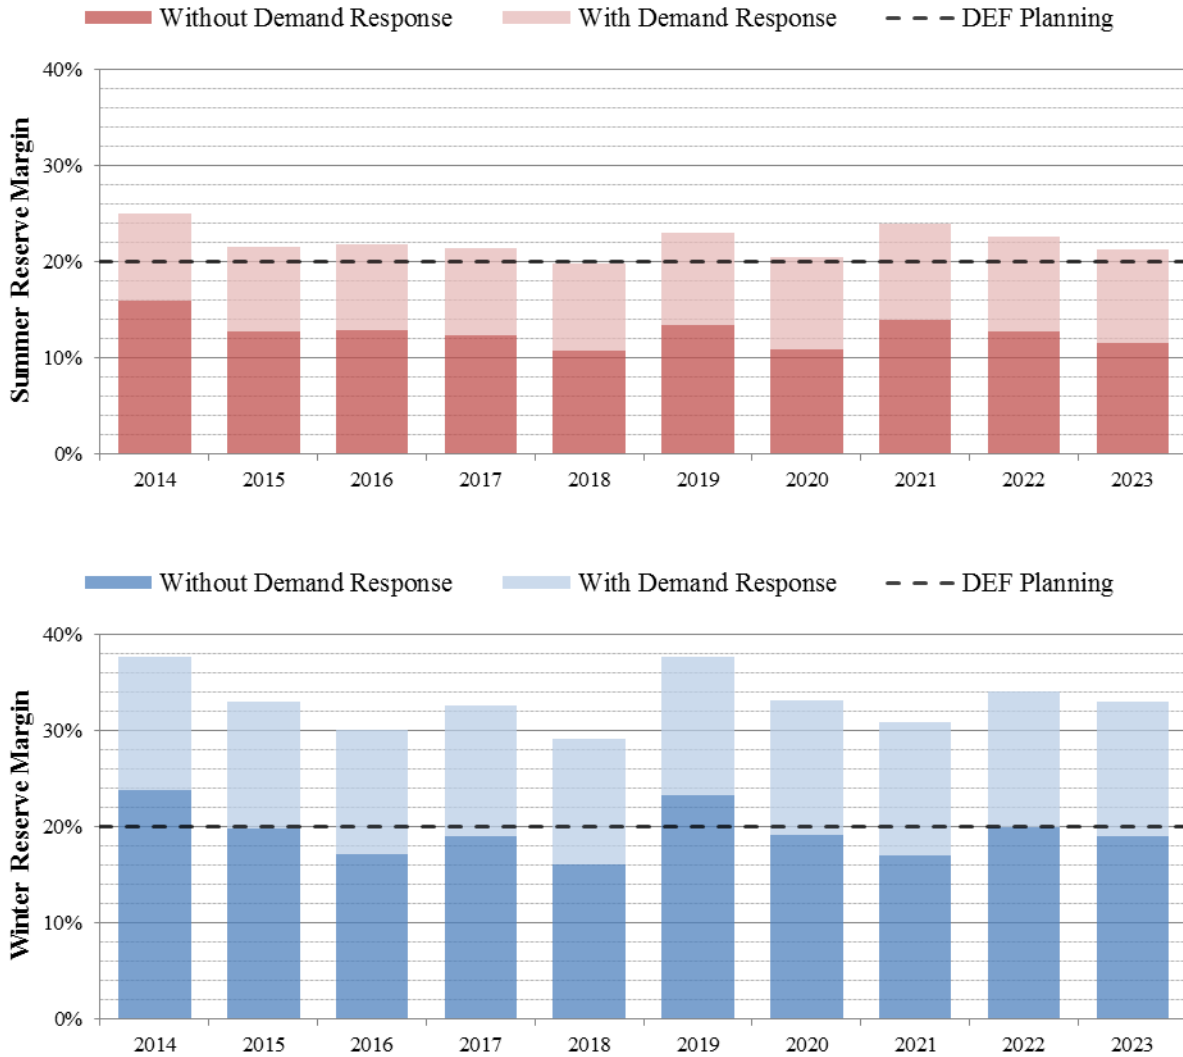 Without Demand Response With Demand Response DEF Planning
Summer Reserve Margin
40%
30%
20%
10%
0%
2014 2015 2016 2017 2018 2019 2020 2021 2022 2023
Without Demand Response With Demand Response DEF Planning
Winter Reserve Margin
40%
30%
20%
10%
0%
2014 2015 2016 2017 2018 2019 2020 2021 2022 2023